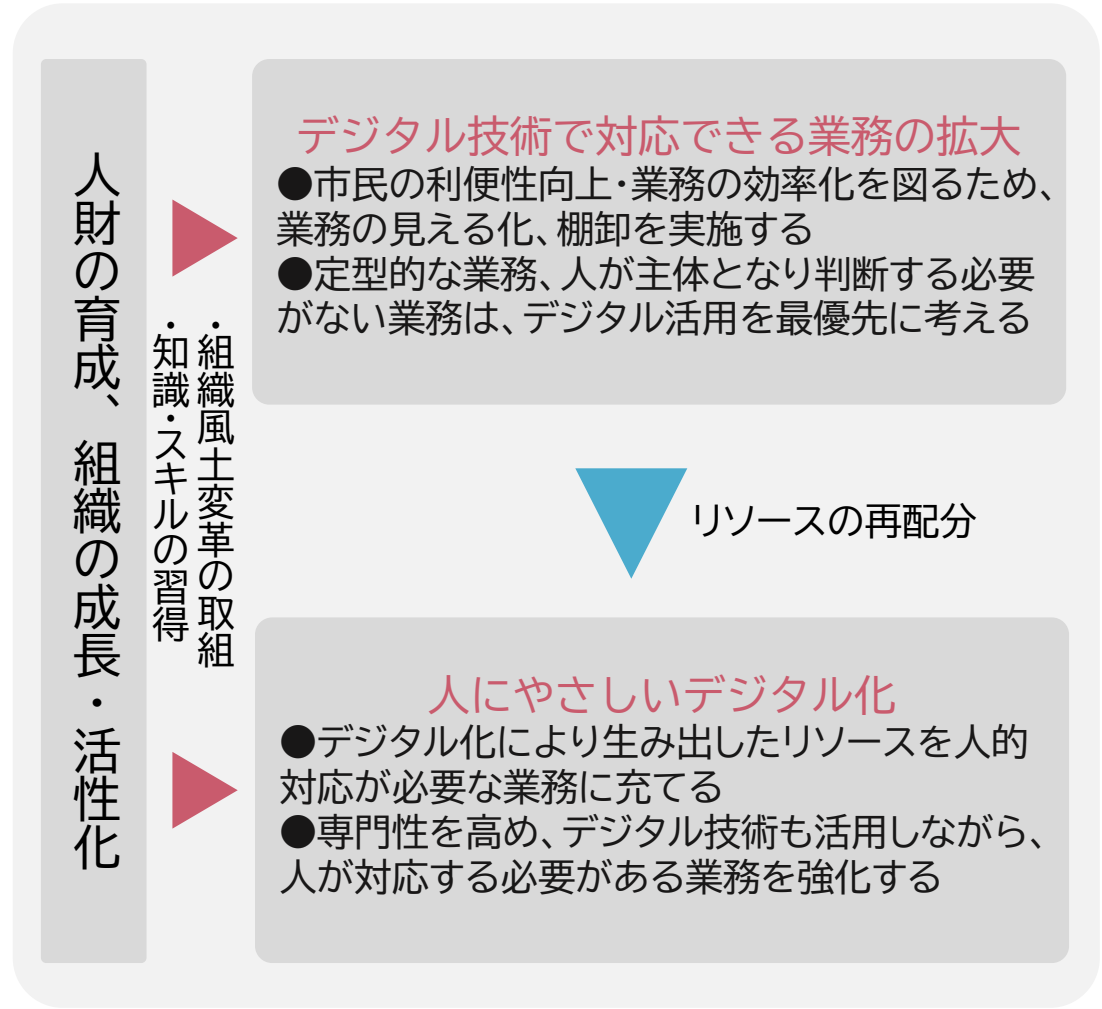 人財の育成、組織の成長・活性化
・組織風土変革の取組
・知識・スキルの習得
デジタル技術で対応できる業務の拡大
●市民の利便性向上・業務の効率化を図るため、
業務の見える化、棚卸を実施する
●定型的な業務、人が主体となり判断する必要
がない業務は、デジタル活用を最優先に考える
リソースの再配分
人にやさしいデジタル化
●デジタル化により生み出したリソースを人的
対応が必要な業務に充てる
●専門性を高め、デジタル技術も活用しながら、
人が対応する必要がある業務を強化する